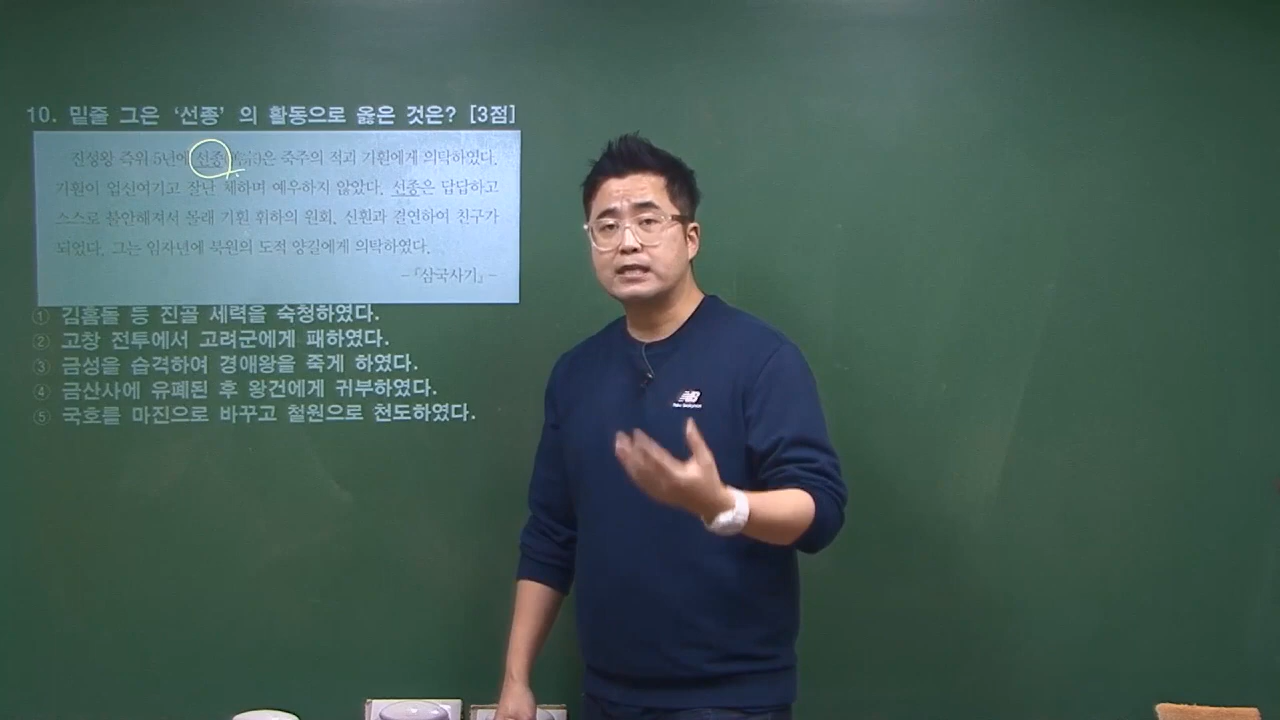 10. 밑줄 그은 '선종' 의 활동으로 옳은 것은? [3점]
진성왕 즉위 5년에 선종은 죽주의 적괴 기훤에게 의탁하였다.
기훤이 업신여기고 잘난 체하며 예우하지 않았다. 선종은 답답하고
스스로 불안해져서 몰래 기훤 휘하의 원회, 신훤과 결연하여 친구가
되었다. 그는 임자년에 북원의 도적 양길에게 의탁하였다.
-『삼국사기』-
① 김흠돌 등 진골 세력을 숙청하였다.
② 고창 전투에서 고려군에게 패하였다.
③ 금성을 습격하여 경애왕을 죽게 하였다.
④ 금산사에 유폐된 후 왕건에게 귀부하였다.
⑤ 국호를 마진으로 바꾸고 철원으로 천도하였다.
NB